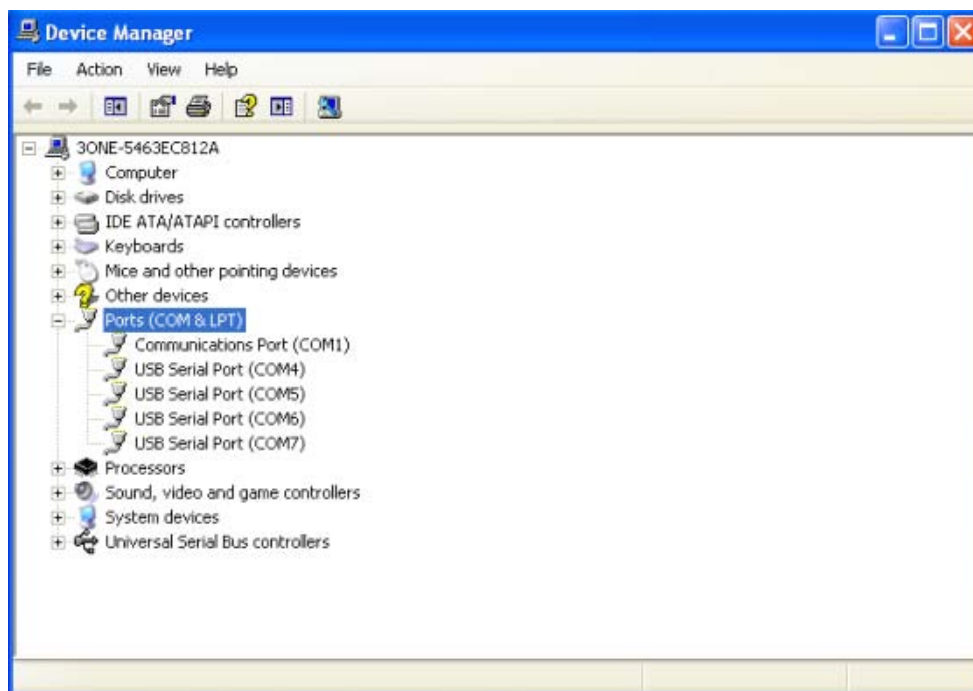 Device Manager
File Action View Help
3ONE-5463EC812A
Computer
Disk drives
IDE ATA/ATAPI controllers
Keyboards
Mice and other pointing devices
Other devices
Ports (COM & LPT)
Communications Port (COM1)
USB Serial Port (COM4)
USB Serial Port (COM5)
USB Serial Port (COM6)
USB Serial Port (COM7)
Processors
Sound, video and game controllers
System devices
Universal Serial Bus controllers